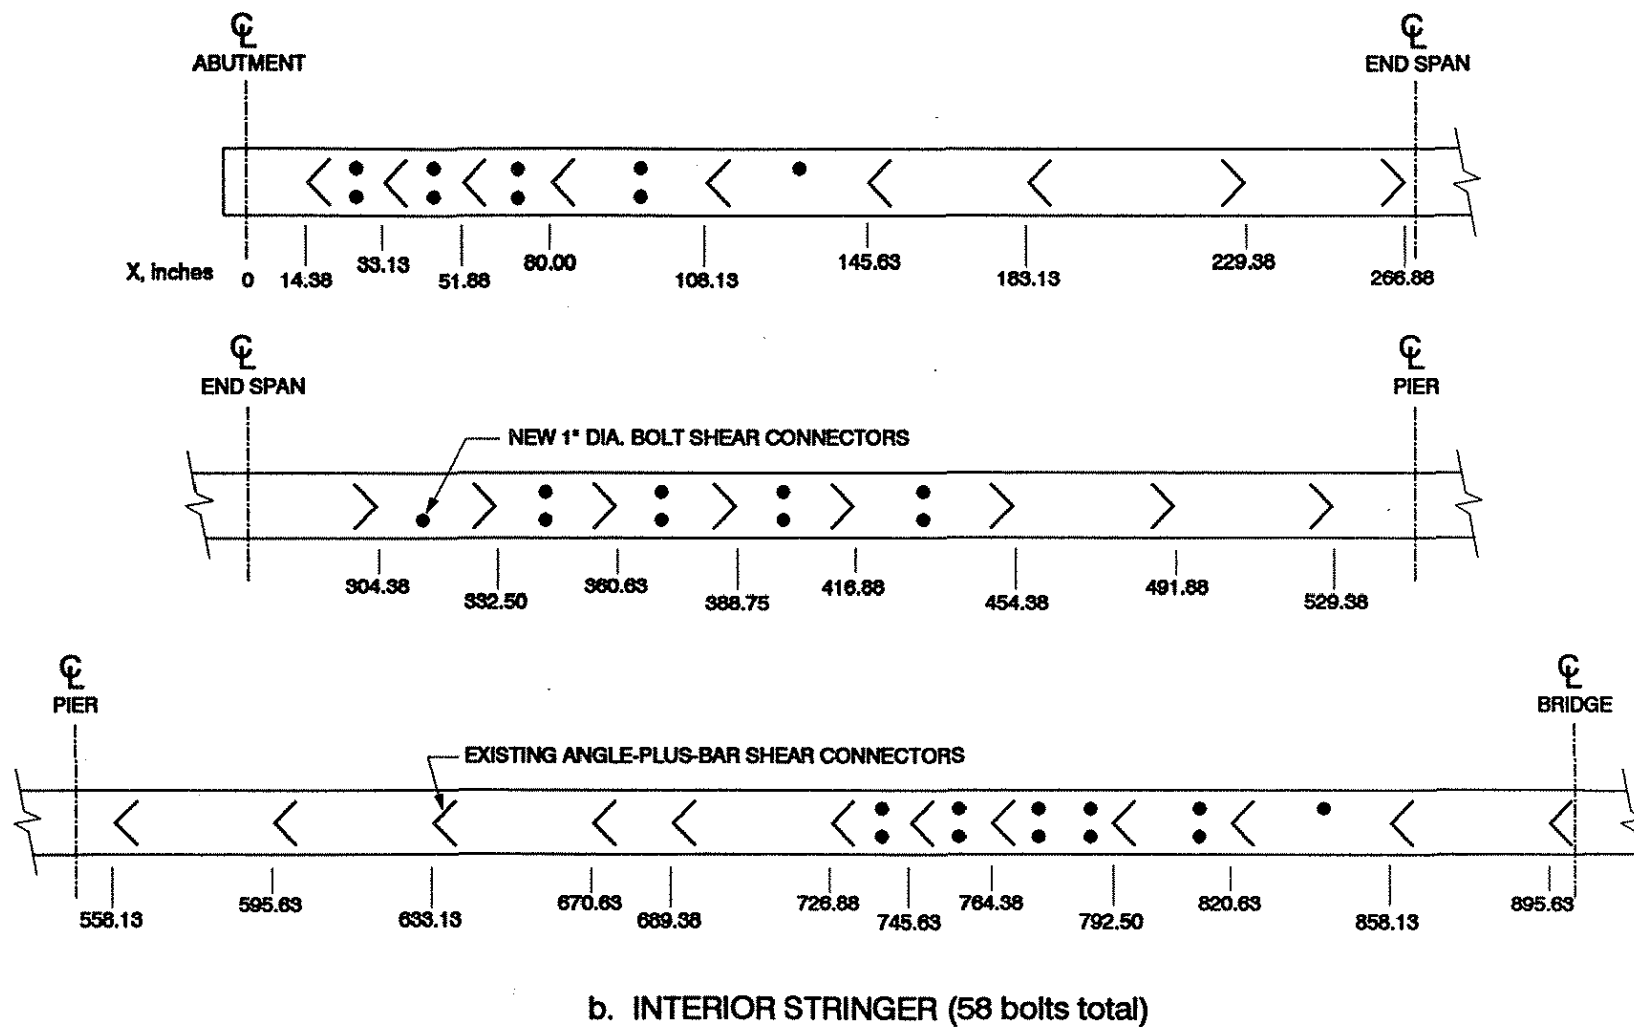 ℄ ℄
ABUTMENT END SPAN
X, inches 0 14.38 33.13 51.88 80.00 108.13 145.63 183.13 229.38 266.88
℄ ℄
END SPAN PIER
NEW 1" DIA. BOLT SHEAR CONNECTORS
304.38 332.50 360.63 388.75 416.88 454.38 491.88 529.38
℄ ℄
PIER BRIDGE
EXISTING ANGLE-PLUS-BAR SHEAR CONNECTORS
558.13 595.63 633.13 670.63 689.38 726.88 745.63 764.38 792.50 820.63 858.13 895.63
b. INTERIOR STRINGER (58 bolts total)